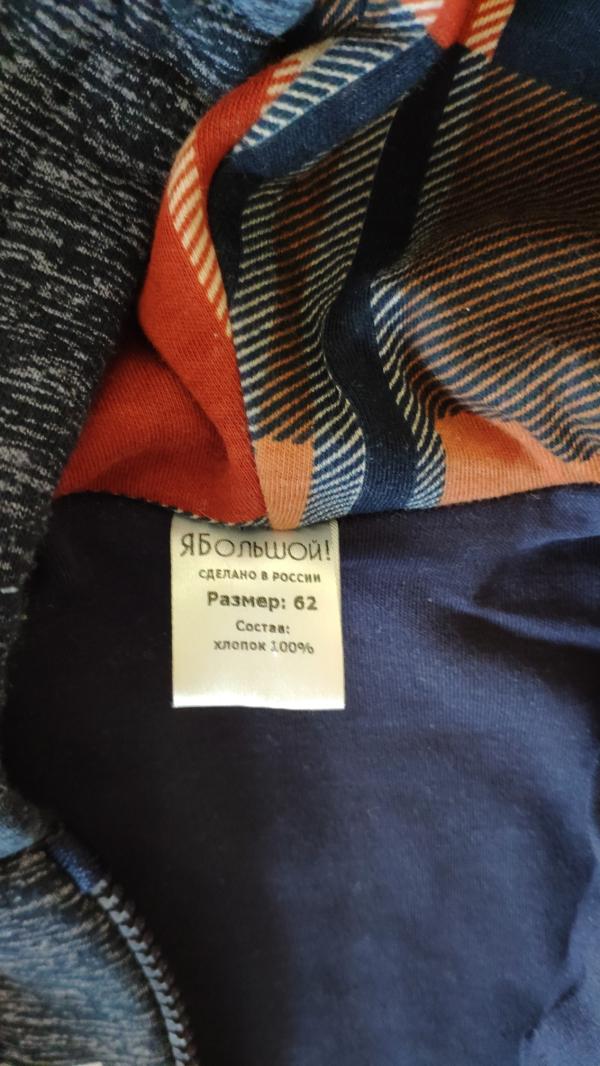 ЯБольшой!
СДЕЛАНО В РОССИИ
Размер: 62
Состав:
хлопок 100%